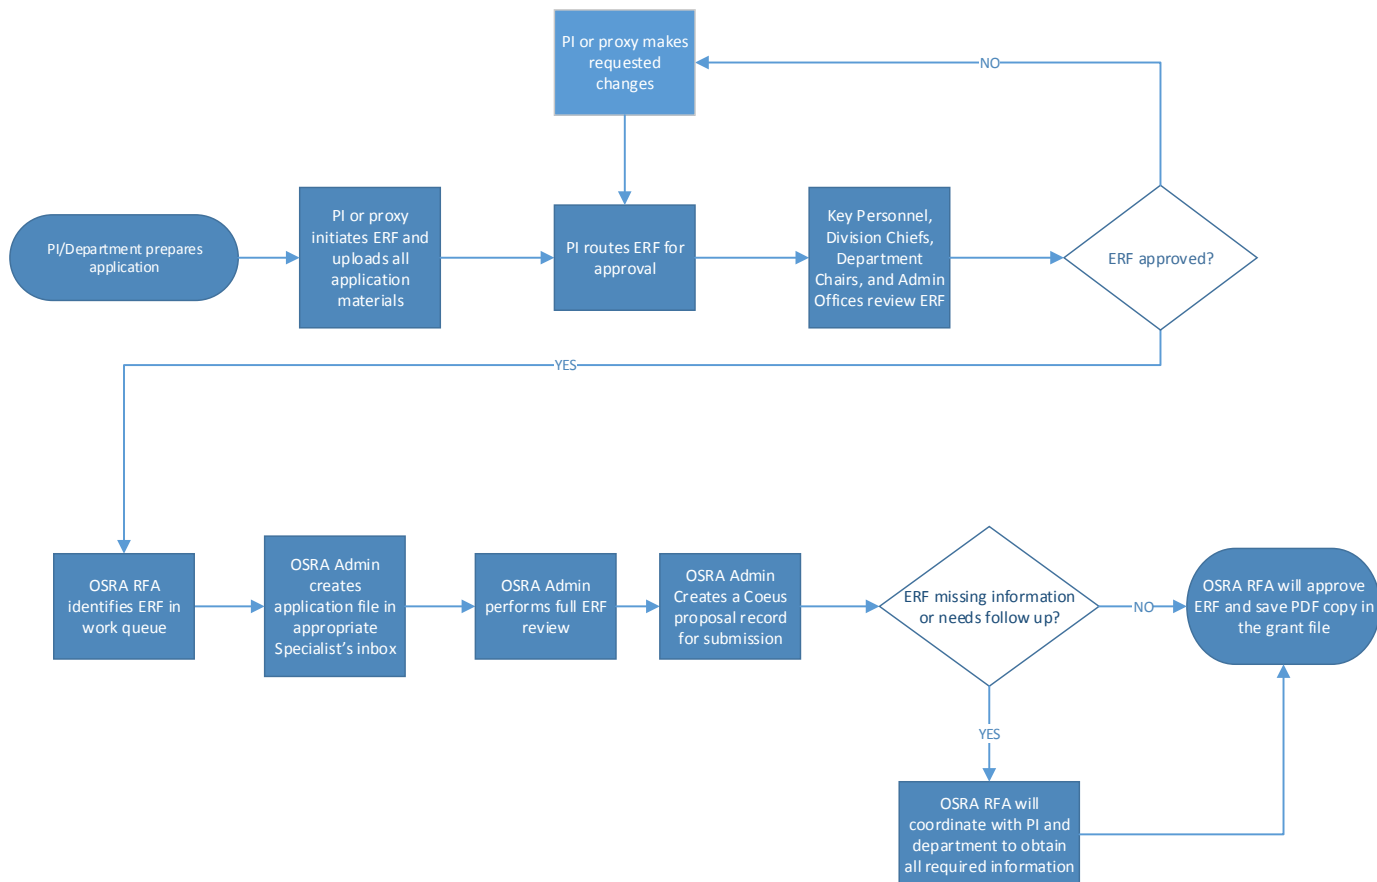 PI or proxy makes
requested
changes
NO
PI/Department prepares
application
PI or proxy
initiates ERF and
uploads all
application
materials
PI routes ERF for
approval
Key Personnel,
Division Chiefs,
Department
Chairs, and Admin
Offices review ERF
ERF approved?
YES
OSRA RFA
identifies ERF in
work queue
OSRA Admin
creates
application file in
appropriate
Specialist's inbox
OSRA Admin
performs full ERF
review
OSRA Admin
Creates a Coeus
proposal record
for submission
ERF missing information
or needs follow up?
NO
OSRA RFA will approve
ERF and save PDF copy in
the grant file
YES
OSRA RFA will
coordinate with PI and
department to obtain
all required information